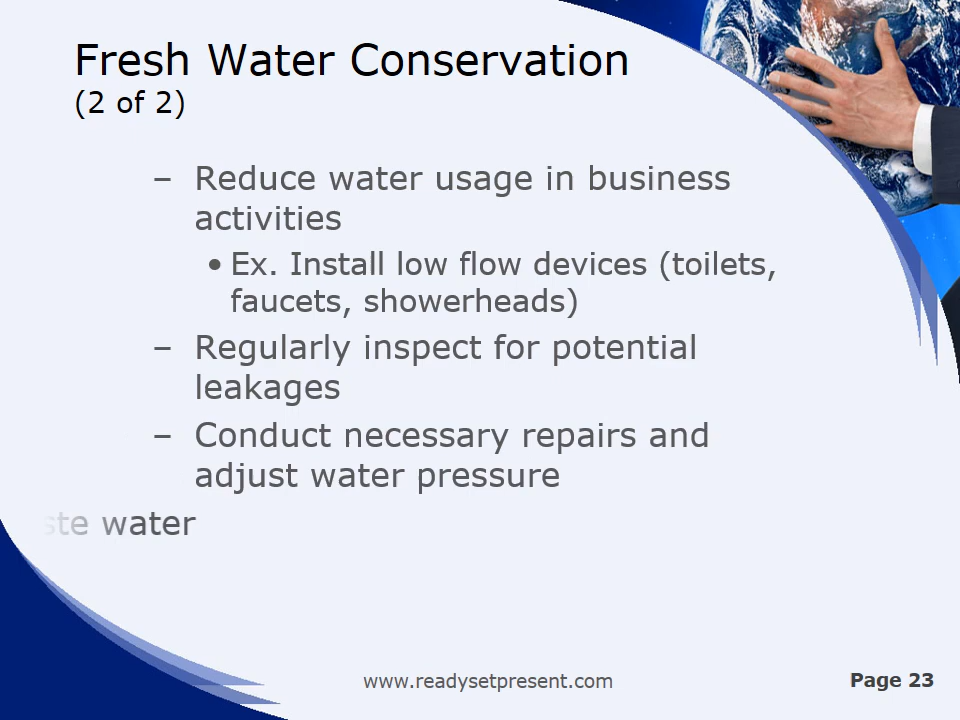 Fresh Water Conservation
(2 of 2)
– Reduce water usage in business
activities
• Ex. Install low flow devices (toilets,
faucets, showerheads)
– Regularly inspect for potential
leakages
– Conduct necessary repairs and
adjust water pressure
water
www.readysetpresent.com
Page 23